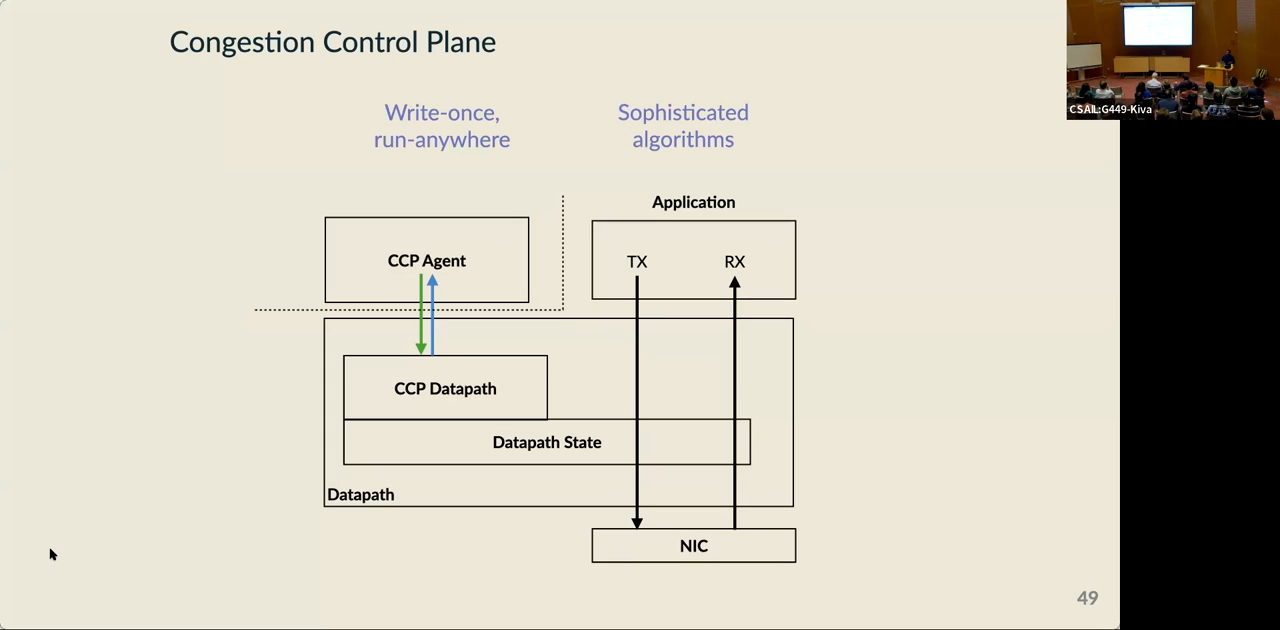 Congestion Control Plane
Write-once,
run-anywhere
Sophisticated
algorithms
Application
CCP Agent
TX
RX
CCP Datapath
Datapath State
Datapath
NIC
49
CSAIL:G449-Kiva